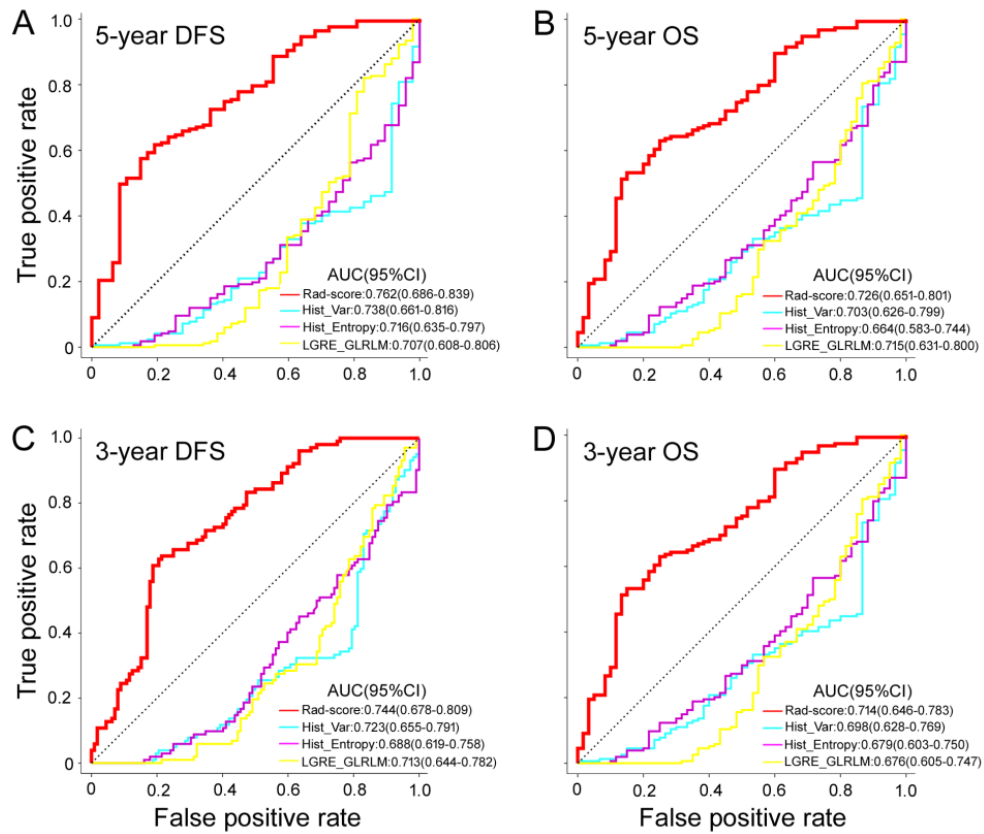 A
5-year DFS
True positive rate
1.0
0.8
0.6
0.4
0.2
0
0 0.2 0.4 0.6 0.8 1.0
AUC(95%CI)
Rad-score:0.762(0.686-0.839)
Hist_Var:0.738(0.661-0.816)
Hist_Entropy:0.716(0.635-0.797)
LGRE_GLRLM:0.707(0.608-0.806)
B
5-year OS
1.0
0.8
0.6
0.4
0.2
0
0 0.2 0.4 0.6 0.8 1.0
AUC(95%CI)
Rad-score:0.726(0.651-0.801)
Hist_Var:0.703(0.626-0.799)
Hist_Entropy:0.664(0.583-0.744)
LGRE_GLRLM:0.715(0.631-0.800)
C
3-year DFS
True positive rate
1.0
0.8
0.6
0.4
0.2
0
0 0.2 0.4 0.6 0.8 1.0
False positive rate
AUC(95%CI)
Rad-score:0.744(0.678-0.809)
Hist_Var:0.723(0.655-0.791)
Hist_Entropy:0.688(0.619-0.758)
LGRE_GLRLM:0.713(0.644-0.782)
D
3-year OS
1.0
0.8
0.6
0.4
0.2
0
0 0.2 0.4 0.6 0.8 1.0
False positive rate
AUC(95%CI)
Rad-score:0.714(0.646-0.783)
Hist_Var:0.698(0.628-0.769)
Hist_Entropy:0.679(0.603-0.750)
LGRE_GLRLM:0.676(0.605-0.747)